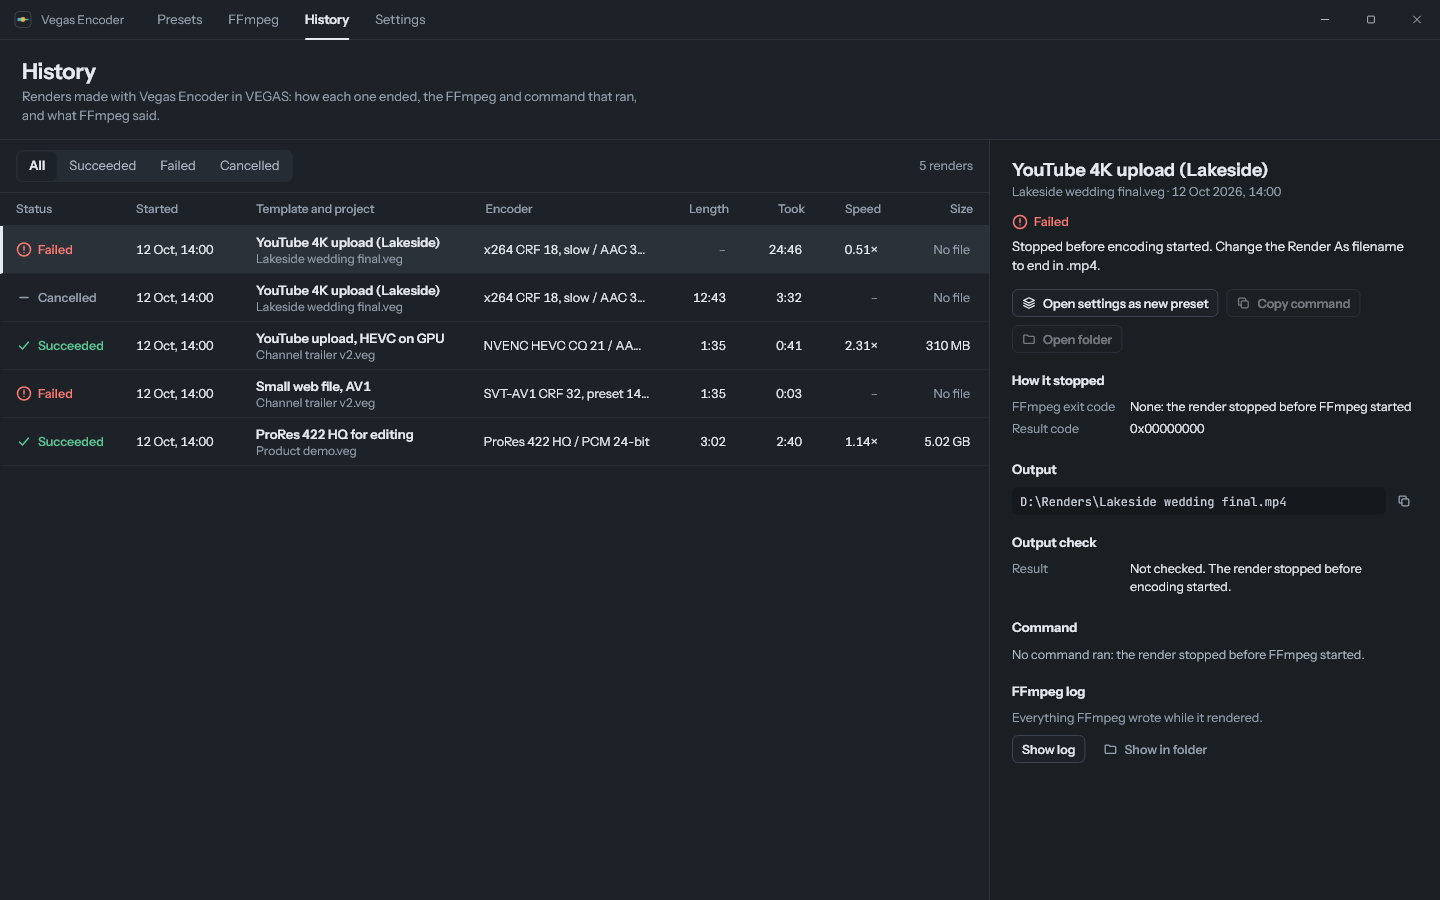 Vegas Encoder
Presets
FFmpeg
History
Settings
History
Renders made with Vegas Encoder in VEGAS: how each one ended, the FFmpeg and command that ran,
and what FFmpeg said.
All
Succeeded
Failed
Cancelled
5 renders
Status
Started
Template and project
Encoder
Length
Took
Speed
Size
Failed
12 Oct, 14:00
YouTube 4K upload (Lakeside)
Lakeside wedding final.veg
x264 CRF 18, slow / AAC 3...
–
24:46
0.51×
No file
Cancelled
12 Oct, 14:00
YouTube 4K upload (Lakeside)
Lakeside wedding final.veg
x264 CRF 18, slow / AAC 3...
12:43
3:32
–
No file
Succeeded
12 Oct, 14:00
YouTube upload, HEVC on GPU
Channel trailer v2.veg
NVENC HEVC CQ 21 / AA...
1:35
0:41
2.31×
310 MB
Failed
12 Oct, 14:00
Small web file, AV1
Channel trailer v2.veg
SVT-AV1 CRF 32, preset 14...
1:35
0:03
–
No file
Succeeded
12 Oct, 14:00
ProRes 422 HQ for editing
Product demo.veg
ProRes 422 HQ / PCM 24-bit
3:02
2:40
1.14×
5.02 GB
YouTube 4K upload (Lakeside)
Lakeside wedding final.veg · 12 Oct 2026, 14:00
Failed
Stopped before encoding started. Change the Render As filename
to end in .mp4.
Open settings as new preset
Copy command
Open folder
How it stopped
FFmpeg exit code
None: the render stopped before FFmpeg started
Result code
0x00000000
Output
D:\Renders\Lakeside wedding final.mp4
Output check
Result
Not checked. The render stopped before
encoding started.
Command
No command ran: the render stopped before FFmpeg started.
FFmpeg log
Everything FFmpeg wrote while it rendered.
Show log
Show in folder